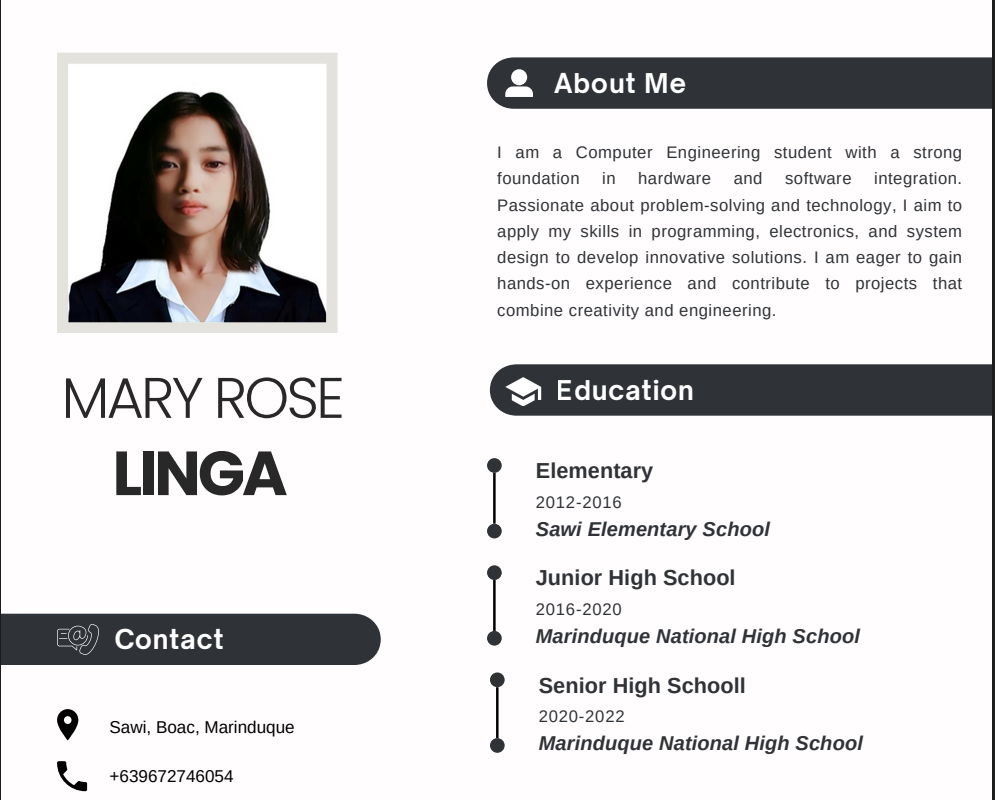 MARY ROSE
LINGA
Contact
Sawi, Boac, Marinduque
+639672746054
About Me
I am a Computer Engineering student with a strong
foundation in hardware and software integration.
Passionate about problem-solving and technology, I aim to
apply my skills in programming, electronics, and system
design to develop innovative solutions. I am eager to gain
hands-on experience and contribute to projects that
combine creativity and engineering.
Education
Elementary
2012-2016
Sawi Elementary School
Junior High School
2016-2020
Marinduque National High School
Senior High Schooll
2020-2022
Marinduque National High School